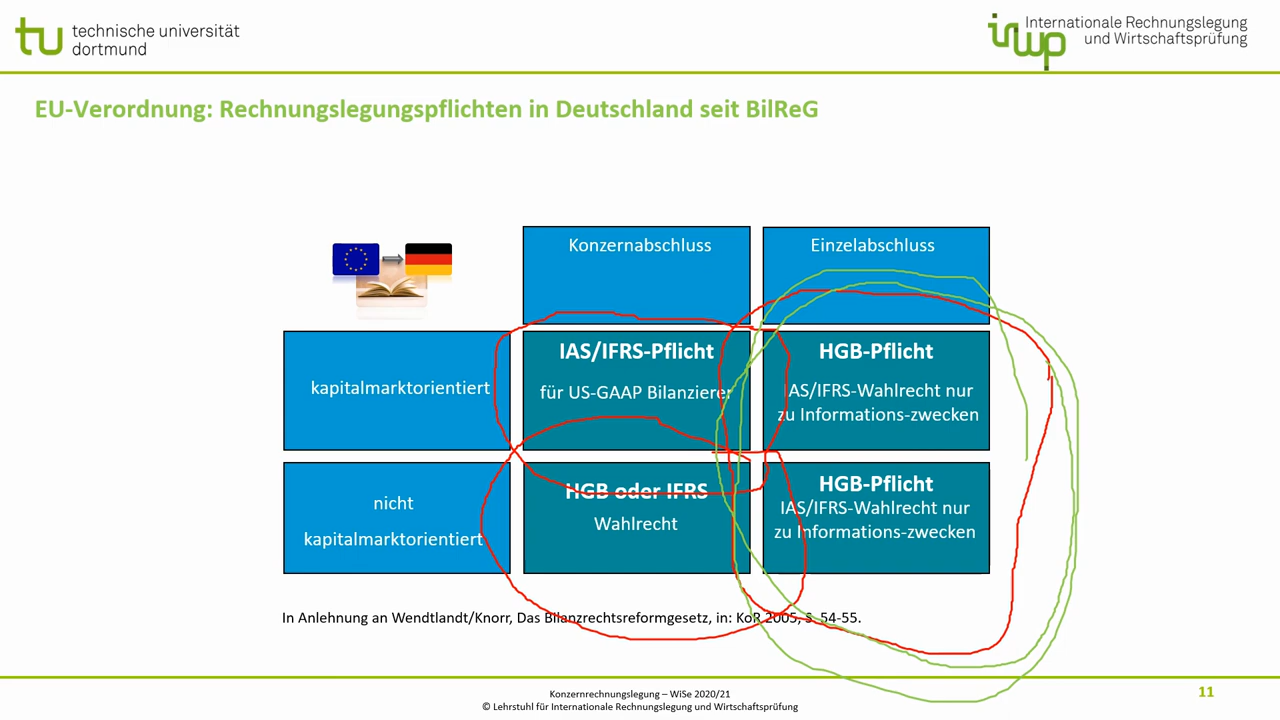 tu technische universität
dortmund
Internationale Rechnungslegung
und Wirtschaftsprüfung
irwp
EU-Verordnung: Rechnungslegungspflichten in Deutschland seit BilReG
Konzernabschluss
Einzelabschluss
kapitalmarktorientiert
IAS/IFRS-Pflicht
für US-GAAP Bilanzierer
HGB-Pflicht
IAS/IFRS-Wahlrecht nur
zu Informations-zwecken
nicht
kapitalmarktorientiert
HGB oder IFRS
Wahlrecht
HGB-Pflicht
IAS/IFRS-Wahlrecht nur
zu Informations-zwecken
In Anlehnung an Wendtlandt/Knorr, Das Bilanzrechtsreformgesetz, in: KoR 2005, S. 54-55.
Konzernrechnungslegung – WiSe 2020/21
© Lehrstuhl für Internationale Rechnungslegung und Wirtschaftsprüfung
11